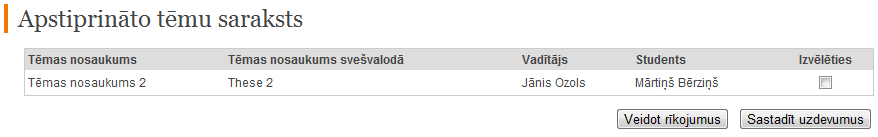 Apstiprināto tēmu saraksts
Tēmas nosaukums Tēmas nosaukums svešvalodā Vadītājs Students Izvēlēties
Tēmas nosaukums 2 These 2 Jānis Ozols Mārtiņš Bērziņš
Veidot rīkojumus Sastadīt uzdevumus